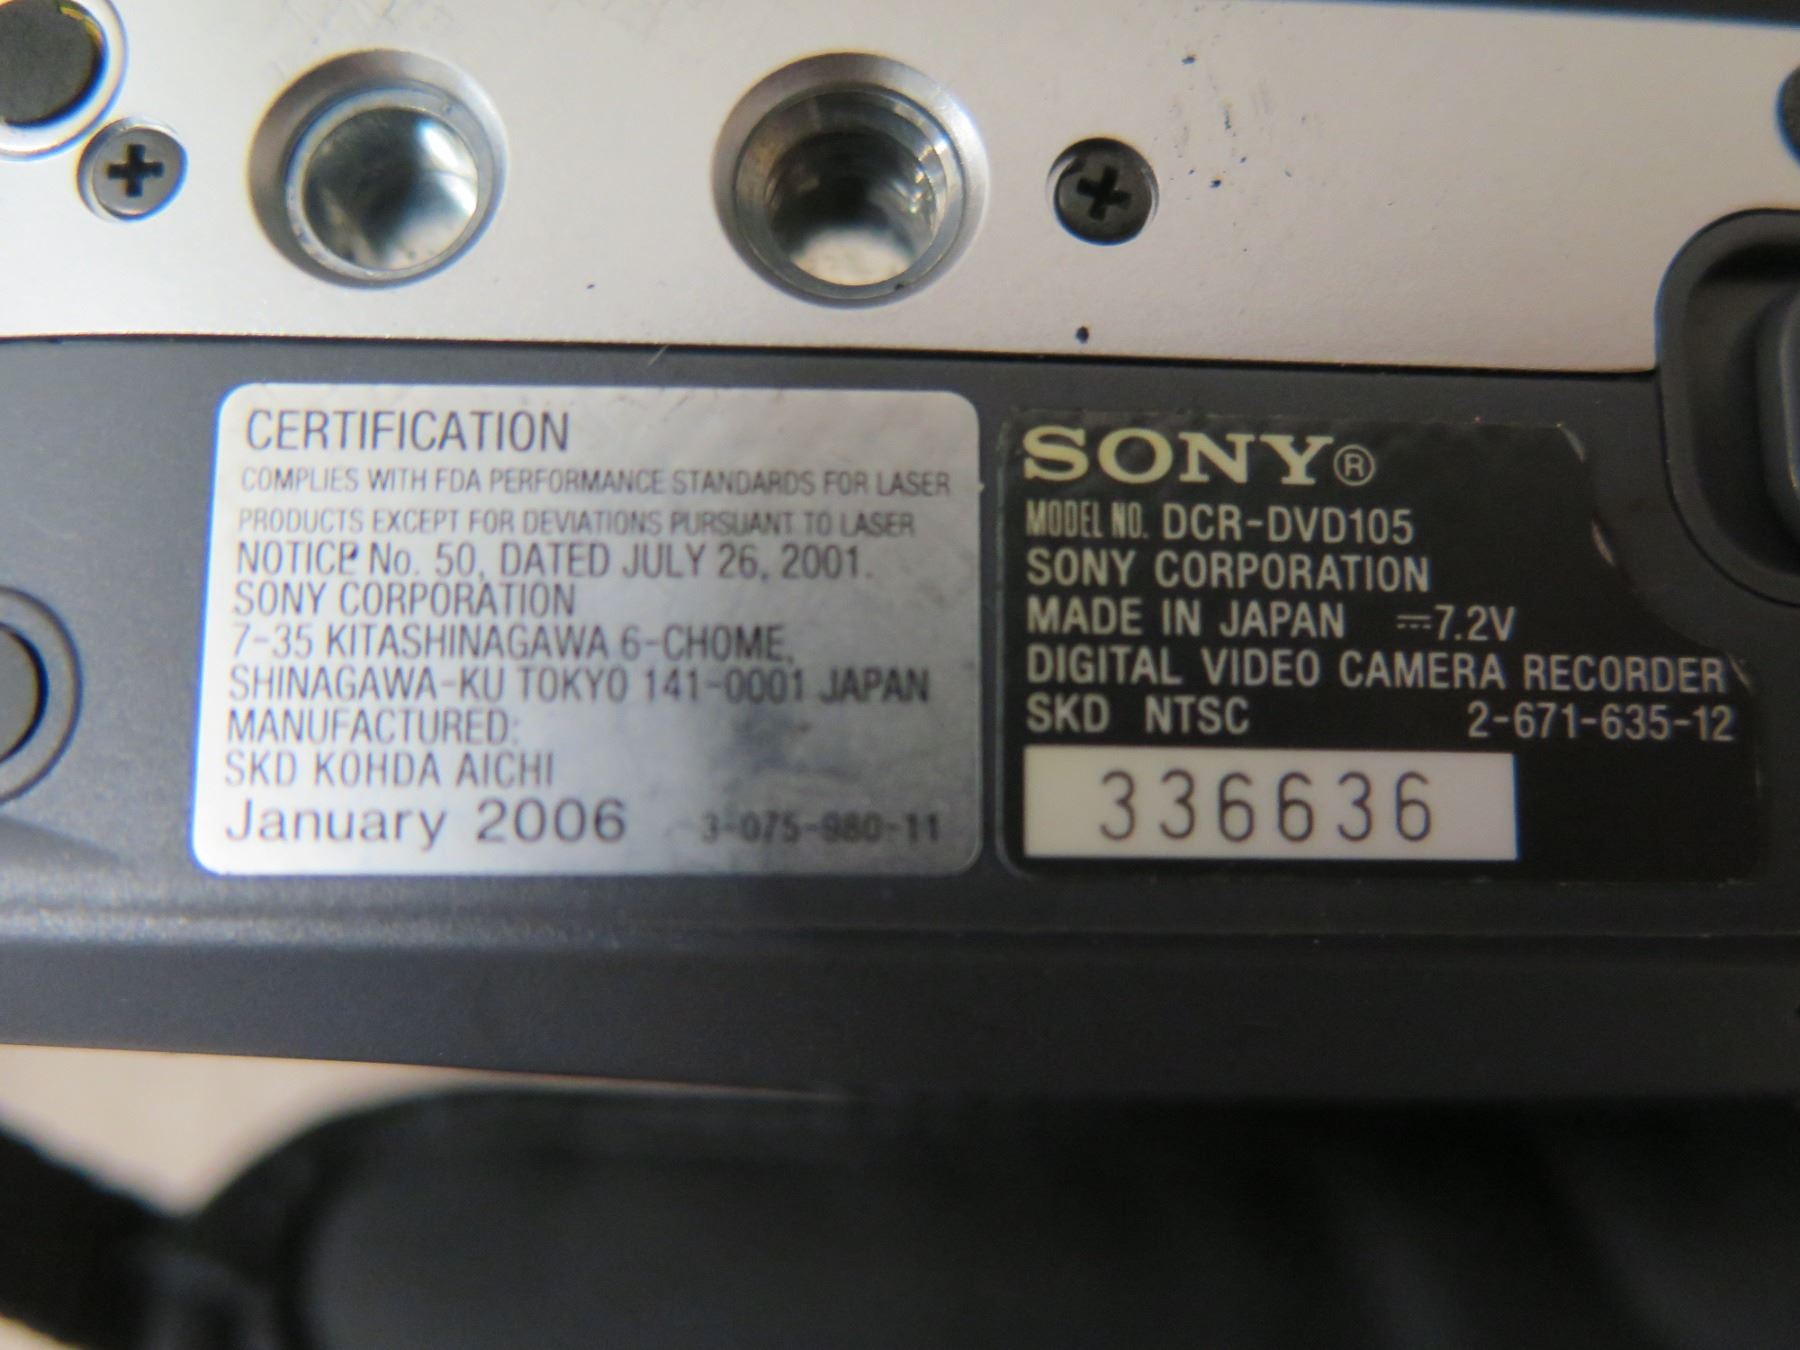 CERTIFICATION
COMPLIES WITH FDA PERFORMANCE STANDARDS FOR LASER
PRODUCTS EXCEPT FOR DEVIATIONS PURSUANT TO LASER
NOTICE No. 50, DATED JULY 26, 2001.
SONY CORPORATION
7-35 KITASHINAGAWA 6-CHOME,
SHINAGAWA-KU TOKYO 141-0001 JAPAN
MANUFACTURED:
SKD KOHDA AICHI
January 2006 3-075-980-11
SONY®
MODEL NO. DCR-DVD105
SONY CORPORATION
MADE IN JAPAN ⎓7.2V
DIGITAL VIDEO CAMERA RECORDER
SKD NTSC 2-671-635-12
336636